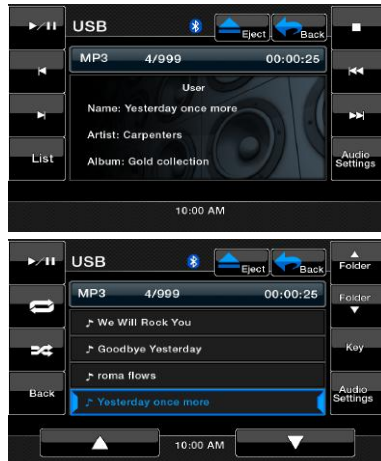 USB
Eject
Back
MP3 4/999 00:00:25
User
Name: Yesterday once more
Artist: Carpenters
Album: Gold collection
List
Audio
Settings
10:00 AM
USB
Eject
Back
Folder
MP3 4/999 00:00:25
Folder
We Will Rock You
Goodbye Yesterday
Key
roma flows
Back
Yesterday once more
Audio
Settings
10:00 AM